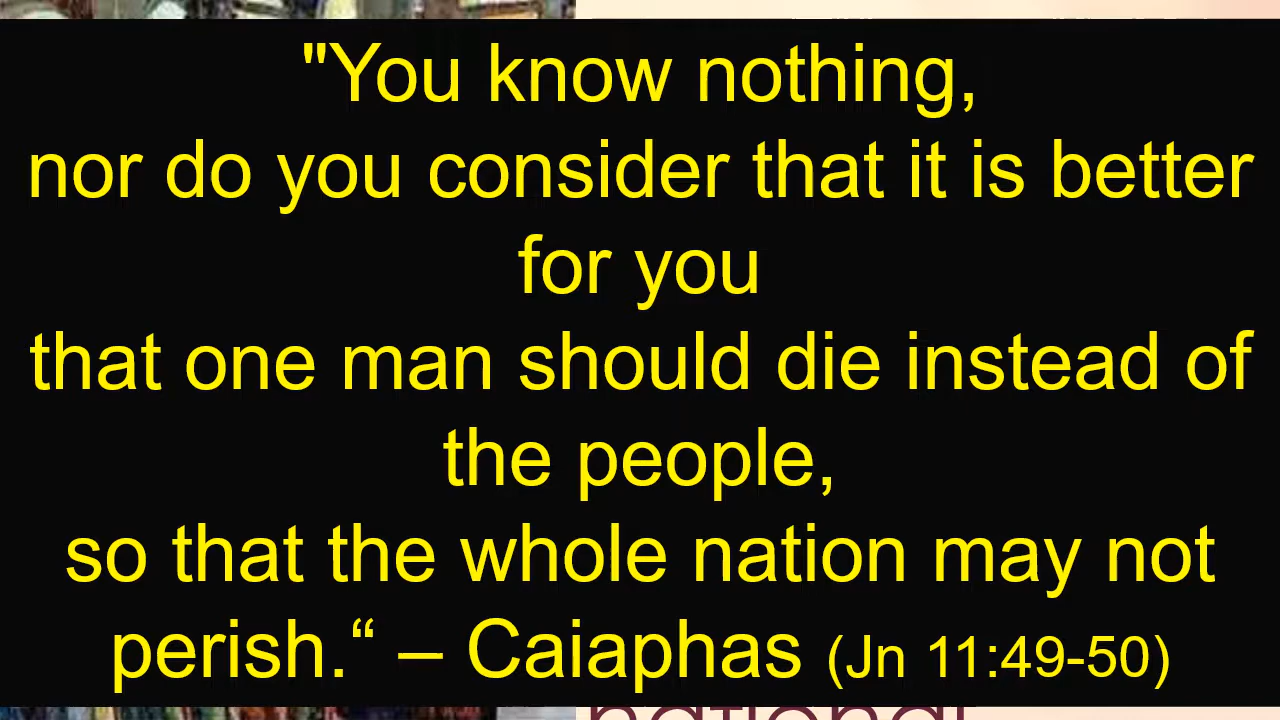 "You know nothing,
nor do you consider that it is better
for you
that one man should die instead of
the people,
so that the whole nation may not
perish.“ – Caiaphas (Jn 11:49-50)
national